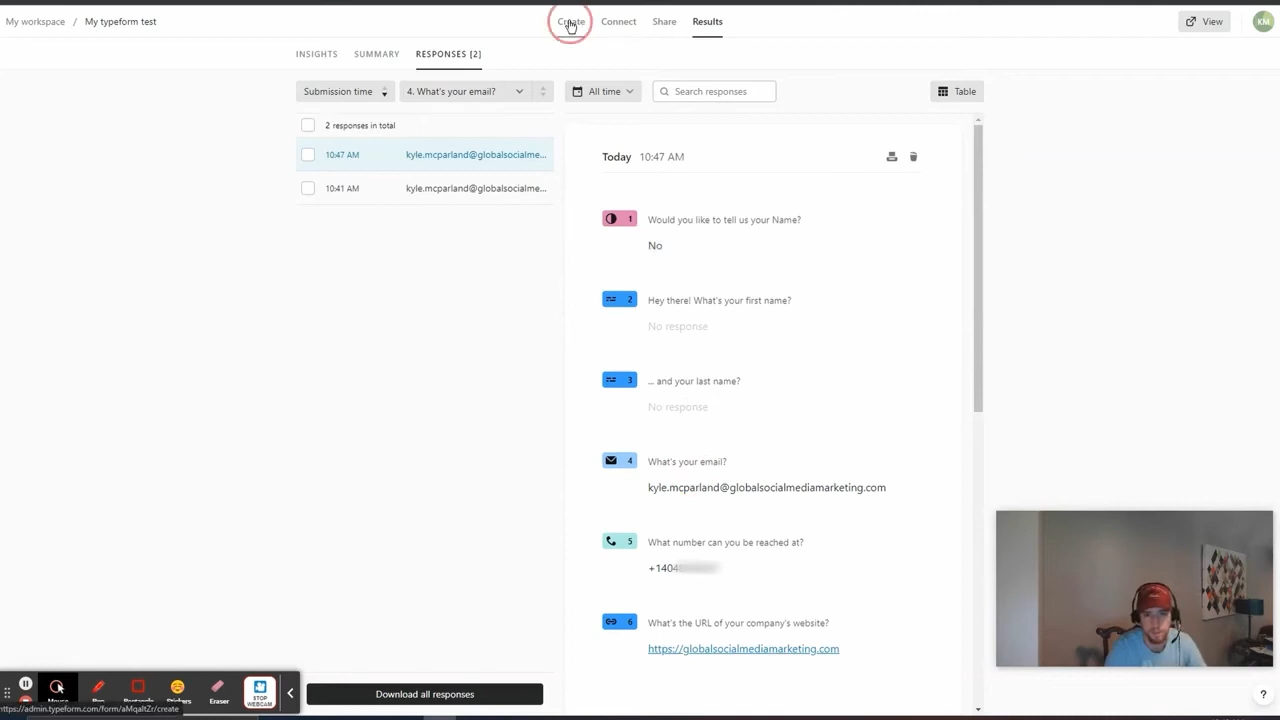 My workspace / My typeform test
Create Connect Share Results
View
KM
INSIGHTS SUMMARY RESPONSES [2]
Submission time
4. What's your email?
All time
Search responses
Table
2 responses in total
10:47 AM kyle.mcparland@globalsocialme...
10:41 AM kyle.mcparland@globalsocialme...
Today 10:47 AM
1 Would you like to tell us your Name?
No
2 Hey there! What's your first name?
No response
3 ... and your last name?
No response
4 What's your email?
kyle.mcparland@globalsocialmediamarketing.com
5 What number can you be reached at?
+1404
6 What's the URL of your company's website?
https://globalsocialmediamarketing.com
Download all responses
Mouse Pen Rectangle Stickers Eraser
STOP
WEBCAM
https://admin.typeform.com/form/aMqaltZr/create
?